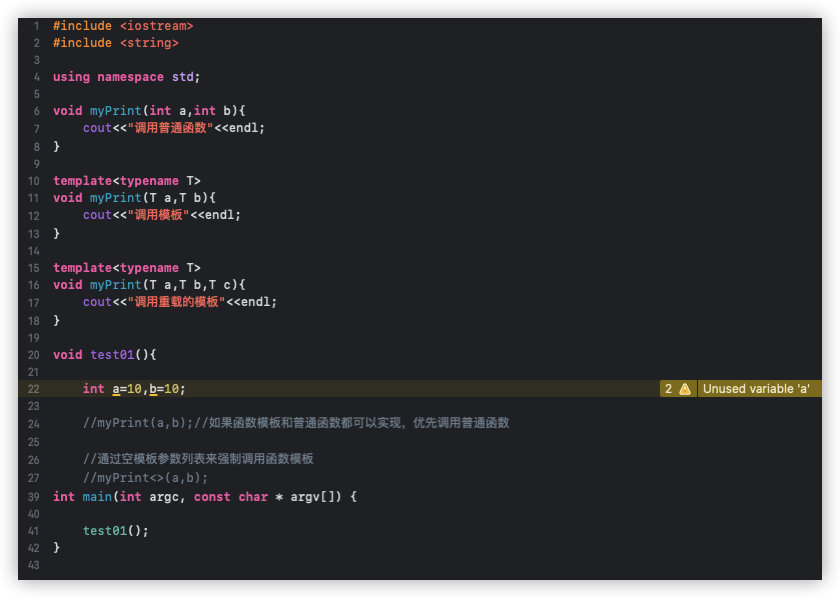 1 #include <iostream>
2 #include <string>
3
4 using namespace std;
5
6 void myPrint(int a,int b){
7     cout<<"调用普通函数"<<endl;
8 }
9
10 template<typename T>
11 void myPrint(T a,T b){
12     cout<<"调用模板"<<endl;
13 }
14
15 template<typename T>
16 void myPrint(T a,T b,T c){
17     cout<<"调用重载的模板"<<endl;
18 }
19
20 void test01(){
21
22     int a=10,b=10; 2 Unused variable 'a'
23
24     //myPrint(a,b);//如果函数模板和普通函数都可以实现，优先调用普通函数
25
26     //通过空模板参数列表来强制调用函数模板
27     //myPrint<>(a,b);
39 int main(int argc, const char * argv[]) {
40
41     test01();
42 }
43